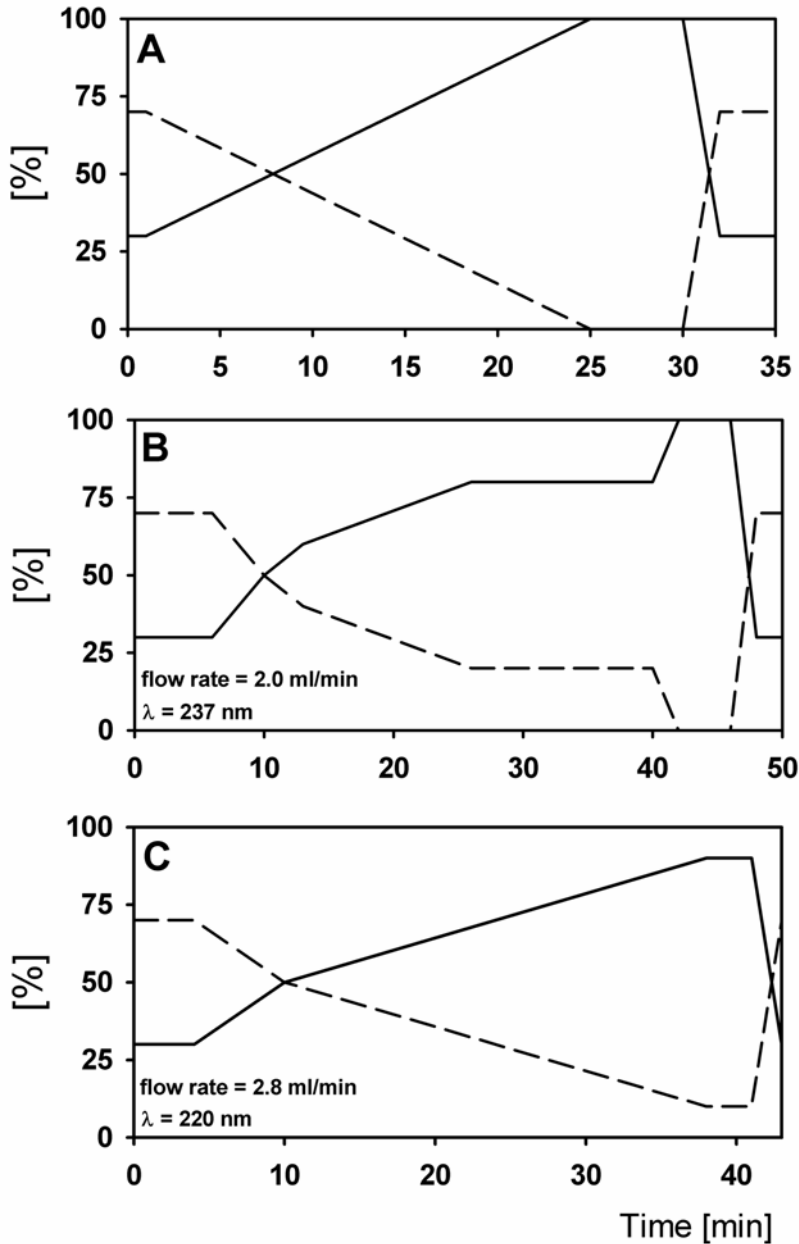 100
A
75
[%]
50
25
0
0 5 10 15 20 25 30 35
100
B
75
[%]
50
25
flow rate = 2.0 ml/min
λ = 237 nm
0
0 10 20 30 40 50
100
C
75
[%]
50
25
flow rate = 2.8 ml/min
λ = 220 nm
0
0 10 20 30 40
Time [min]